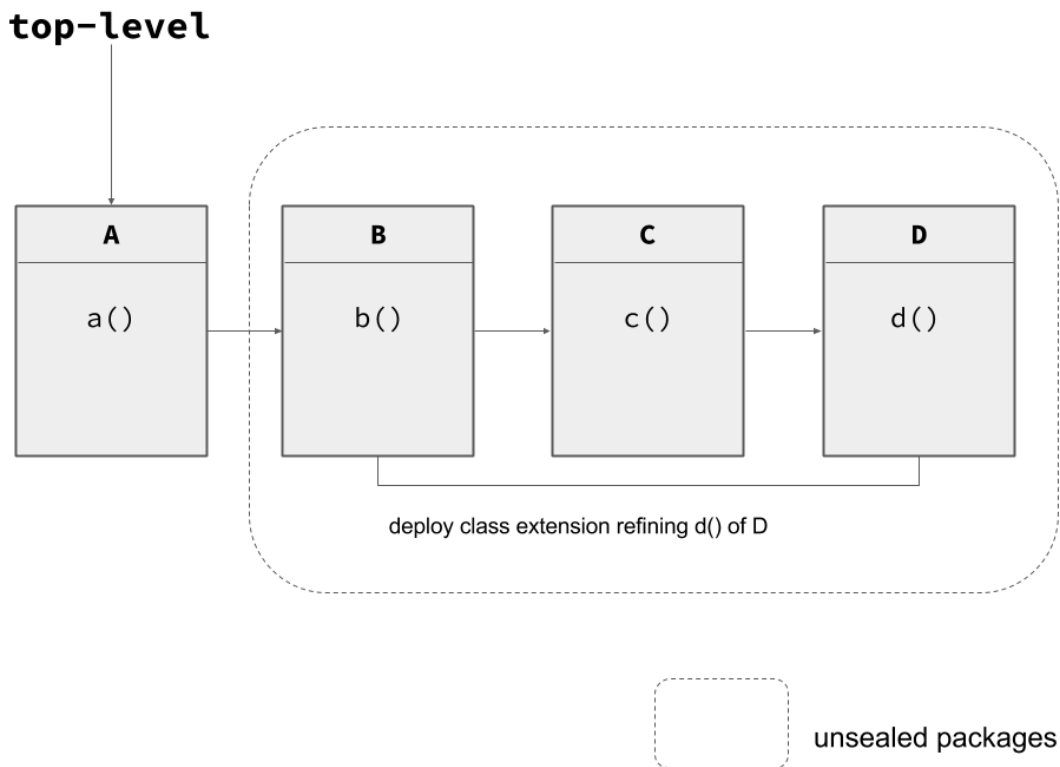 top-level
A
B
C
D
a()
b()
c()
d()
deploy class extension refining d() of D
unsealed packages